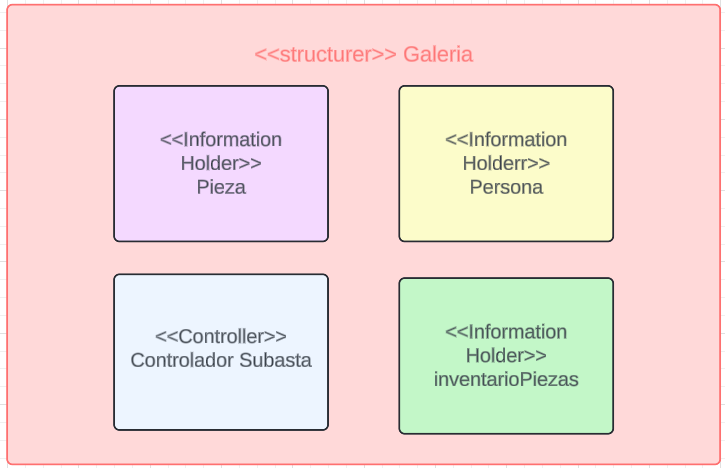 <<structurer>> Galeria
<<Information
Holder>>
Pieza
<<Information
Holderr>>
Persona
<<Controller>>
Controlador Subasta
<<Information
Holder>>
inventarioPiezas